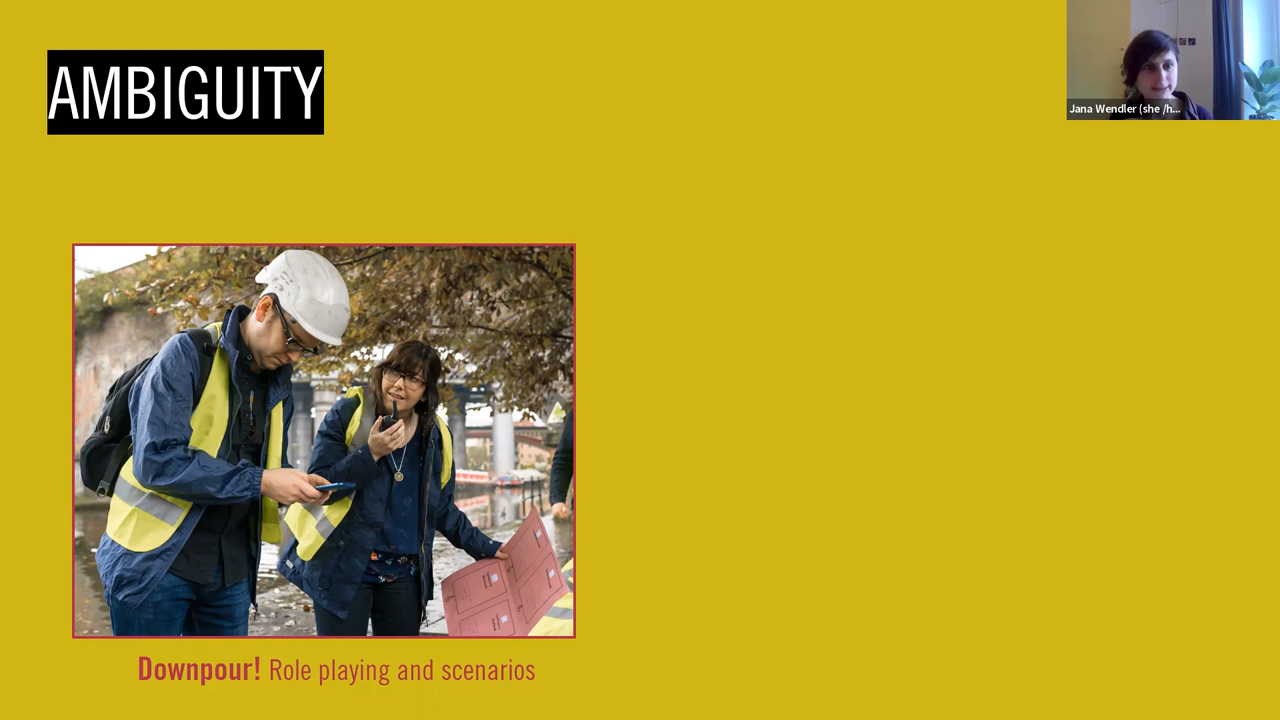 AMBIGUITY
Jana Wendler (she /h...
Downpour! Role playing and scenarios